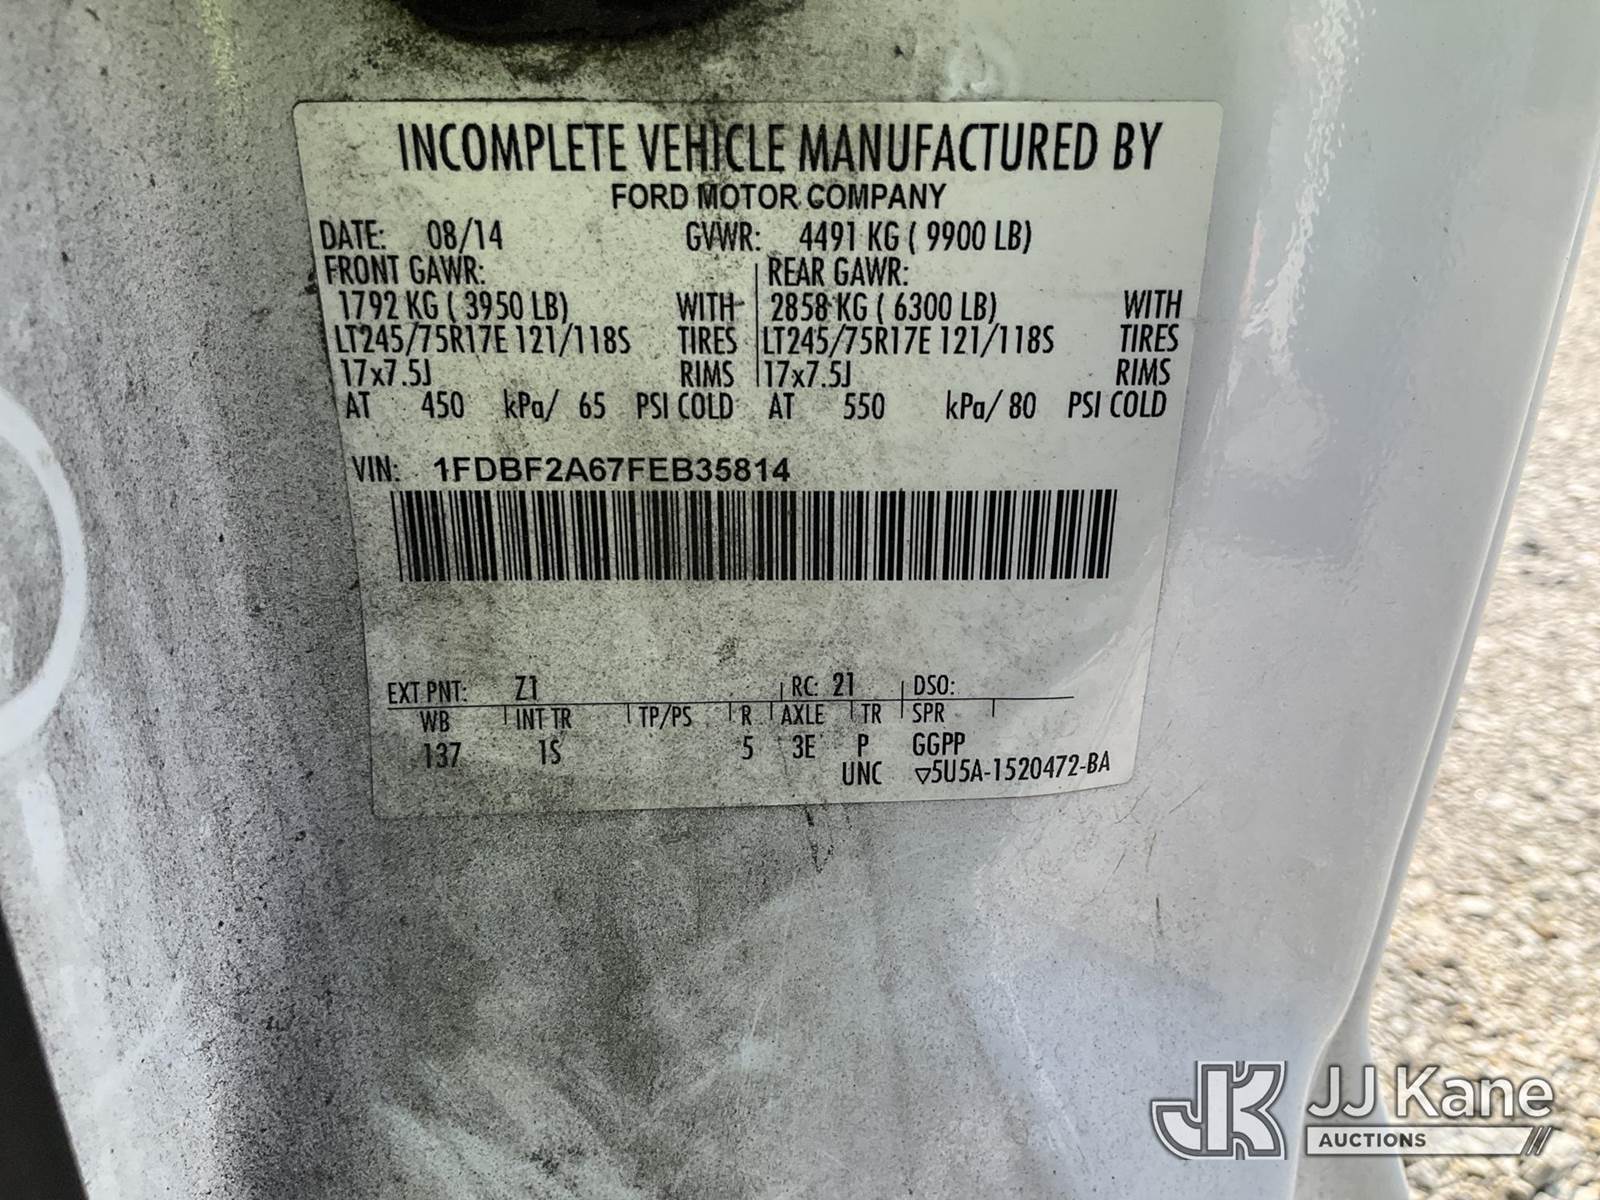 INCOMPLETE VEHICLE MANUFACTURED BY
FORD MOTOR COMPANY
DATE: 08/14 GVWR: 4491 KG ( 9900 LB)
FRONT GAWR: REAR GAWR:
1792 KG ( 3950 LB) WITH 2858 KG ( 6300 LB) WITH
LT245/75R17E 121/118S TIRES LT245/75R17E 121/118S TIRES
17x7.5J RIMS 17x7.5J RIMS
AT 450 kPa/ 65 PSI COLD AT 550 kPa/ 80 PSI COLD
VIN: 1FDBF2A67FEB35814
EXT PNT: Z1 RC: 21 DSO:
WB INT TR TP/PS R AXLE TR SPR
137 1S 5 3E P GGPP
UNC ▽5U5A-1520472-BA
JK JJ Kane
AUCTIONS